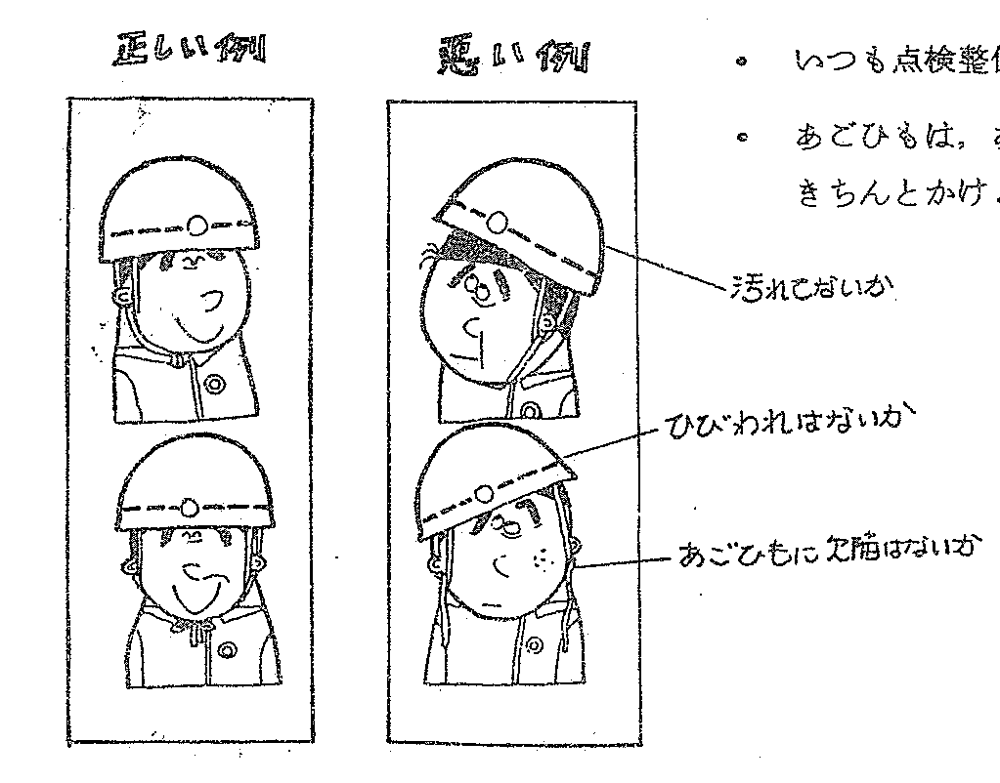 正しい例
悪い例
• いつも点検整
• あごひもは，
きちんとかけ
汚れてないか
ひびわれはないか
あごひもに欠陥はないか